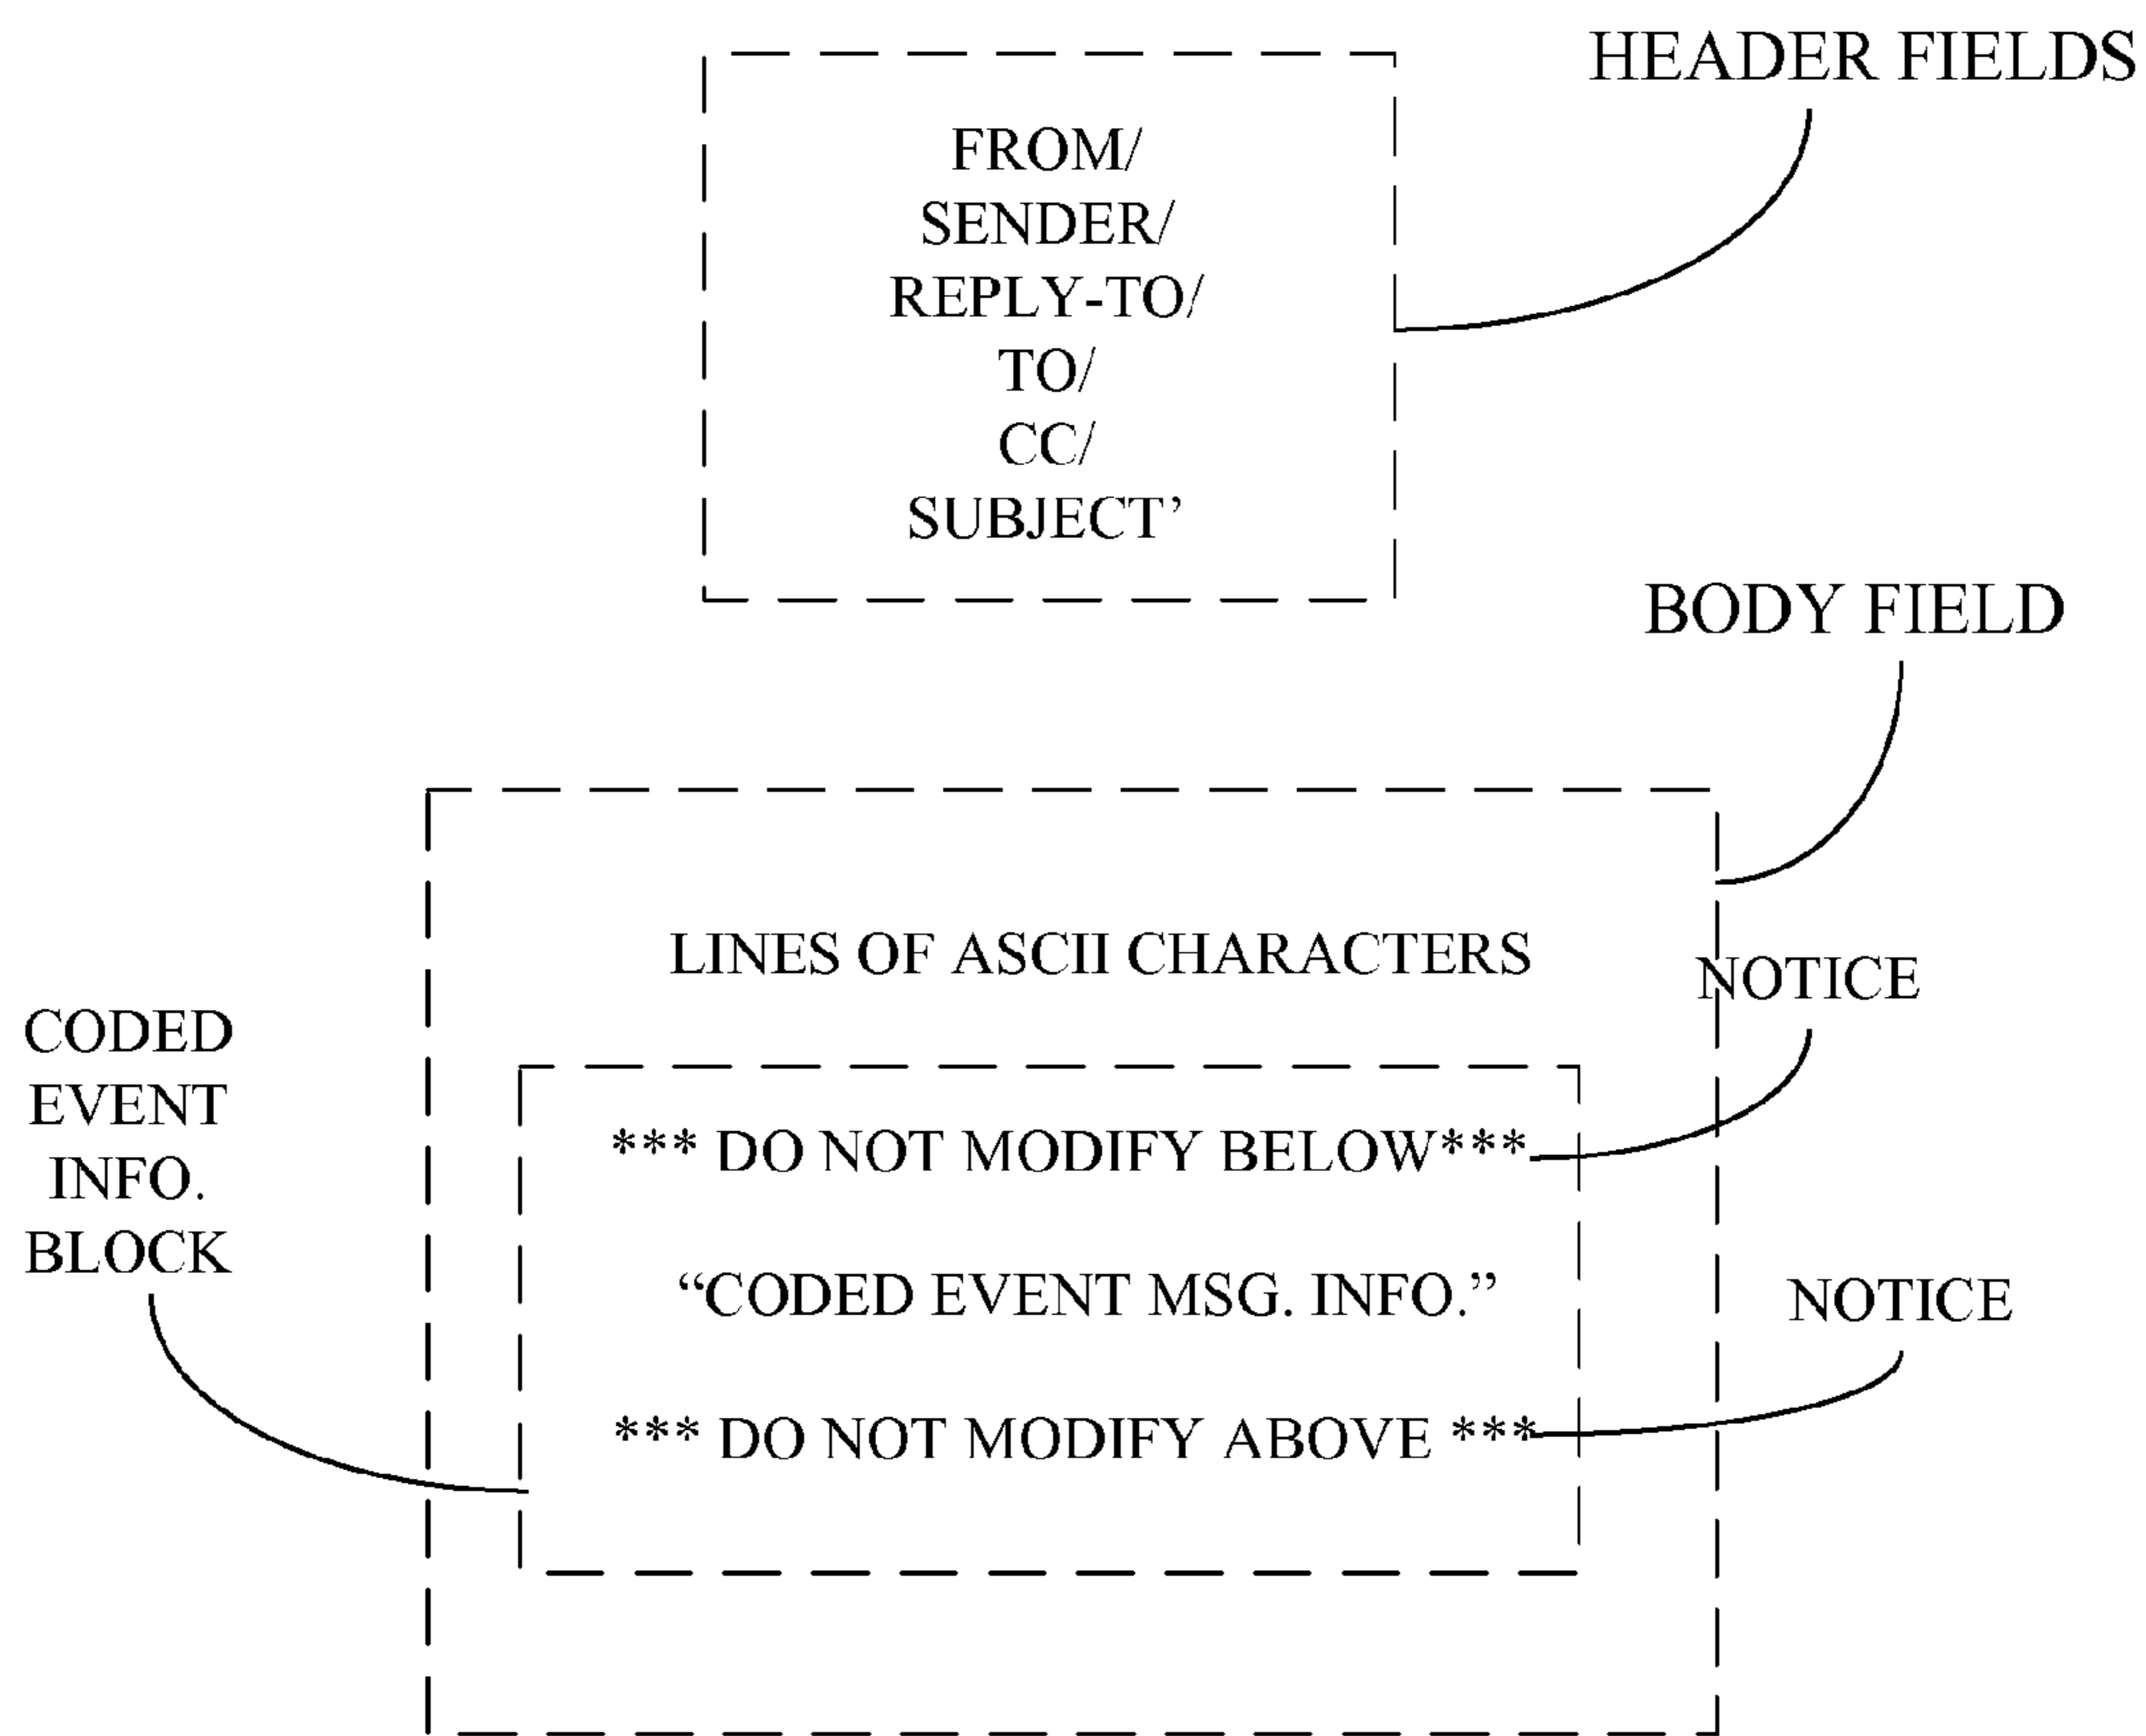 HEADER FIELDS
FROM/
SENDER/
REPLY-TO/
TO/
CC/
SUBJECT’
BODY FIELD
LINES OF ASCII CHARACTERS
NOTICE
CODED
EVENT
INFO.
BLOCK
*** DO NOT MODIFY BELOW***
“CODED EVENT MSG. INFO.”
NOTICE
*** DO NOT MODIFY ABOVE ***